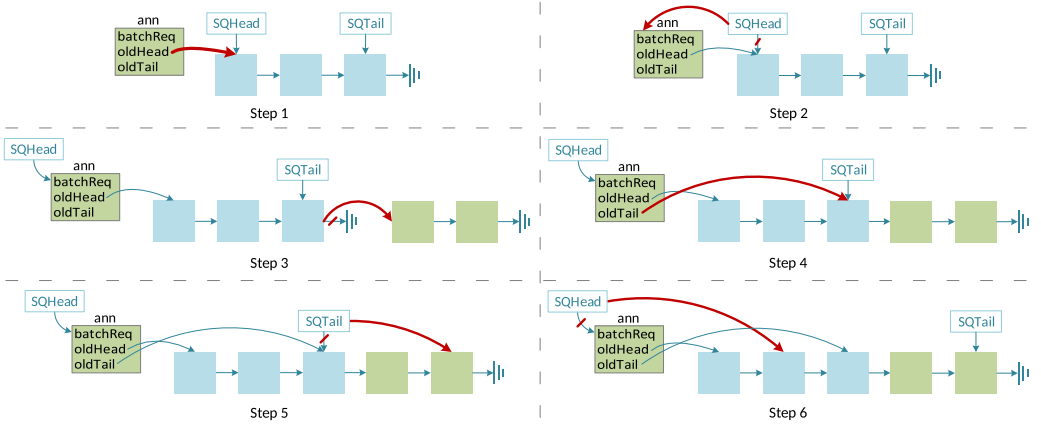 ann
batchReq
oldHead
oldTail
SQHead
SQTail
Step 1
ann
batchReq
oldHead
oldTail
SQHead
SQTail
Step 2
SQHead
ann
batchReq
oldHead
oldTail
SQTail
Step 3
SQHead
ann
batchReq
oldHead
oldTail
SQTail
Step 4
SQHead
ann
batchReq
oldHead
oldTail
SQTail
Step 5
SQHead
ann
batchReq
oldHead
oldTail
SQTail
Step 6